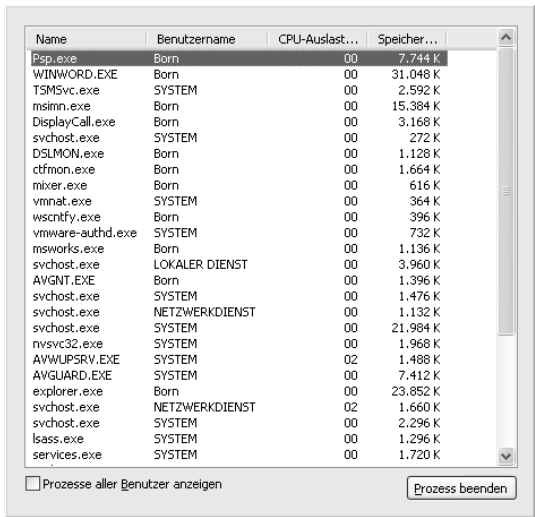 Name Benutzername CPU-Auslast... Speicher...
Psp.exe Born 00 7.744 K
WINWORD.EXE Born 00 31.048 K
TSMSvc.exe SYSTEM 00 2.592 K
msimn.exe Born 00 15.384 K
DisplayCall.exe Born 00 3.168 K
svchost.exe SYSTEM 00 272 K
DSLMON.exe Born 00 1.128 K
ctfmon.exe Born 00 1.664 K
mixer.exe Born 00 616 K
vmnat.exe SYSTEM 00 364 K
wscntfy.exe Born 00 396 K
vmware-authd.exe SYSTEM 00 732 K
msworks.exe Born 00 1.136 K
svchost.exe LOKALER DIENST 00 3.960 K
AVGNT.EXE Born 00 1.396 K
svchost.exe SYSTEM 00 1.476 K
svchost.exe NETZWERKDIENST 00 1.132 K
svchost.exe SYSTEM 00 21.984 K
nvsvc32.exe SYSTEM 00 1.968 K
AVWUPSRV.EXE SYSTEM 02 1.488 K
AVGUARD.EXE SYSTEM 00 7.412 K
explorer.exe Born 00 23.852 K
svchost.exe NETZWERKDIENST 02 1.660 K
svchost.exe SYSTEM 00 2.296 K
lsass.exe SYSTEM 00 1.296 K
services.exe SYSTEM 00 1.720 K
Prozesse aller Benutzer anzeigen
Prozess beenden